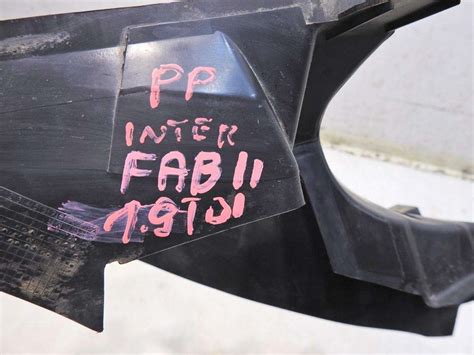 PP
INTER
FAB II
1.9TDI